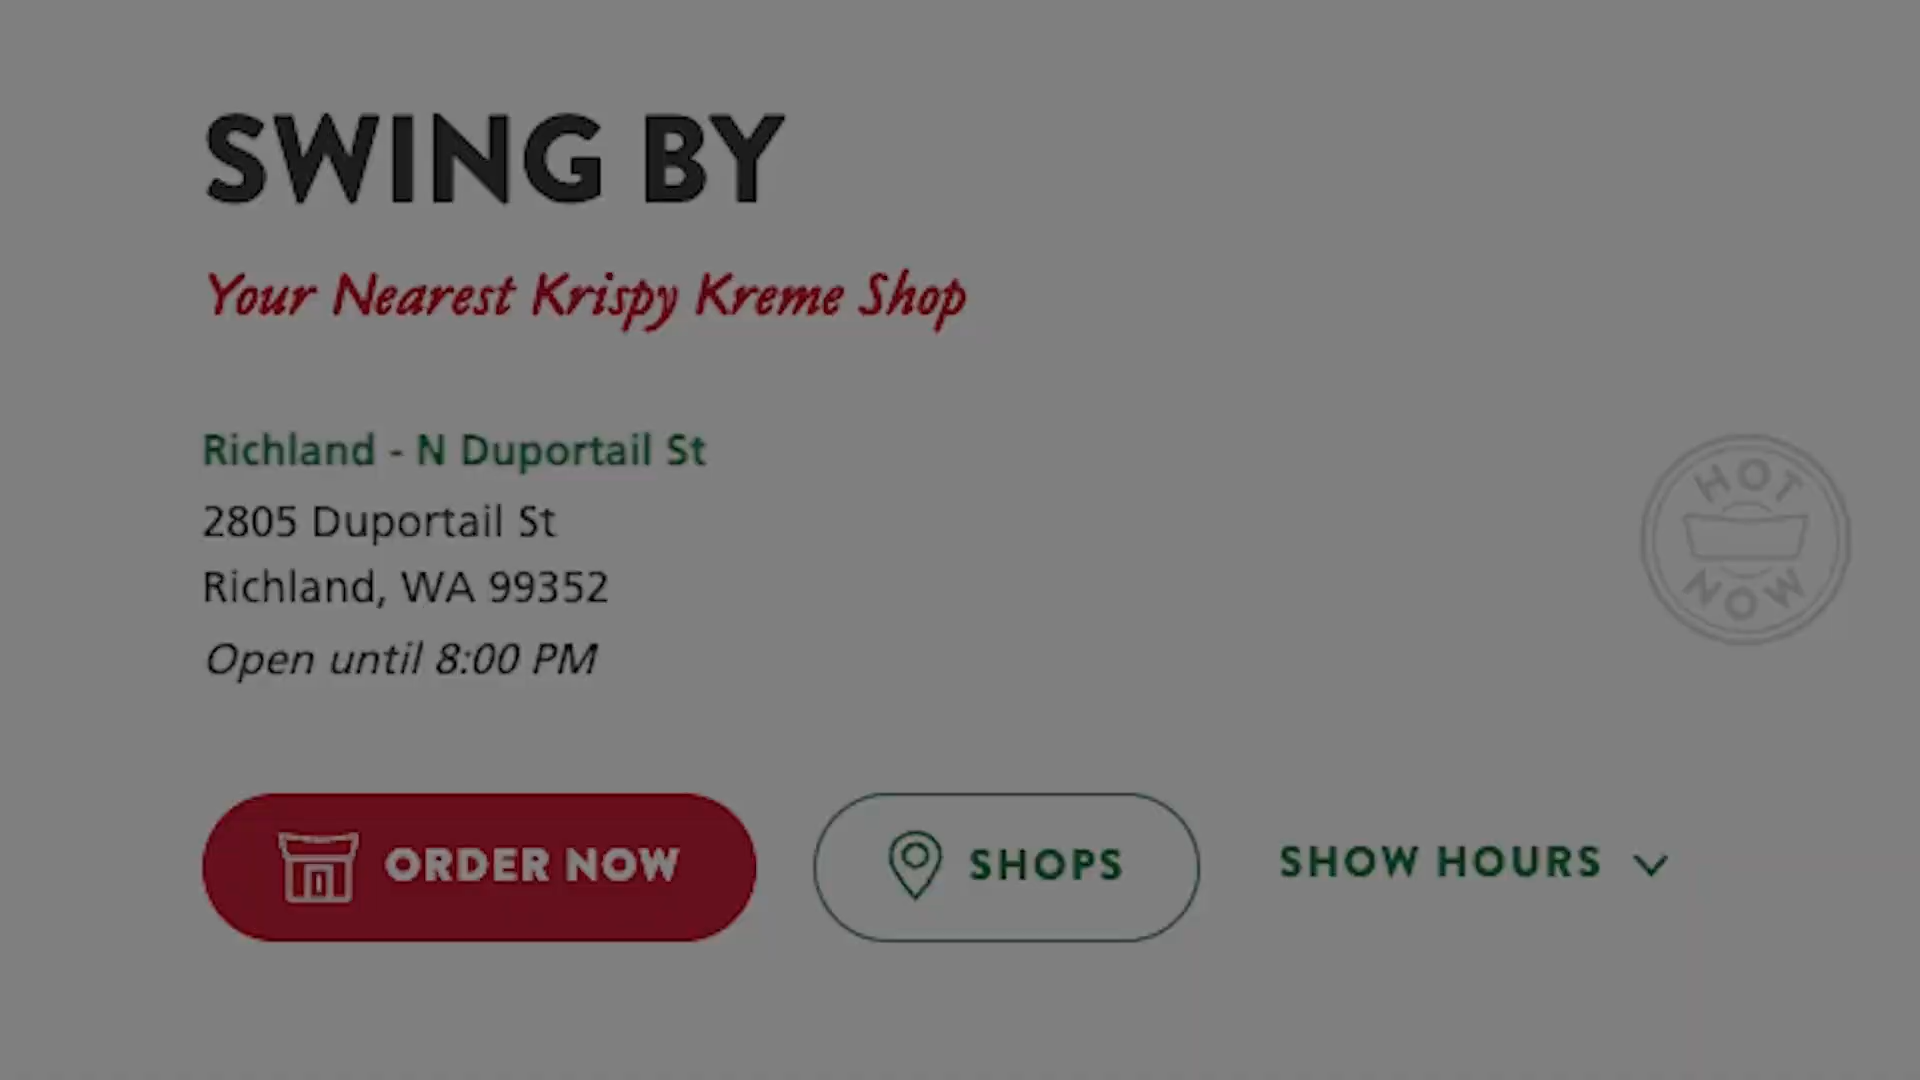 SWING BY
Your Nearest Krispy Kreme Shop
Richland - N Duportail St
2805 Duportail St
Richland, WA 99352
Open until 8:00 PM
HOT
NOW
ORDER NOW
SHOPS
SHOW HOURS